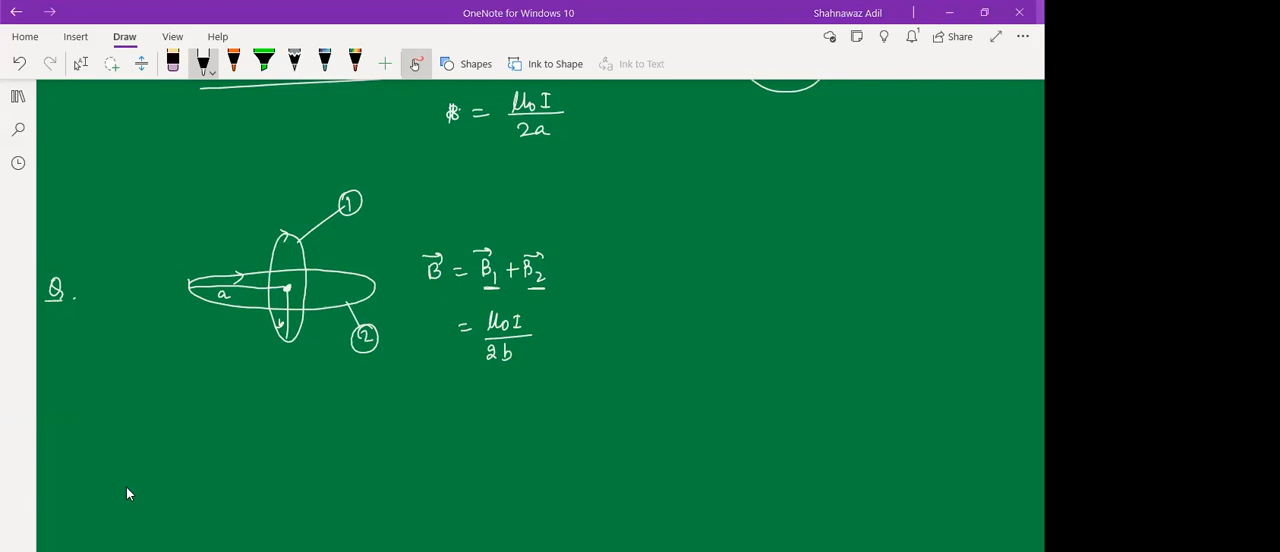 OneNote for Windows 10
Shahnawaz Adil
Home Insert Draw View Help
1 Share
Shapes Ink to Shape Ink to Text
B = μ₀I / 2a
1
Q.
a
b
2
B⃗ = B⃗₁ + B⃗₂
= μ₀I / 2b